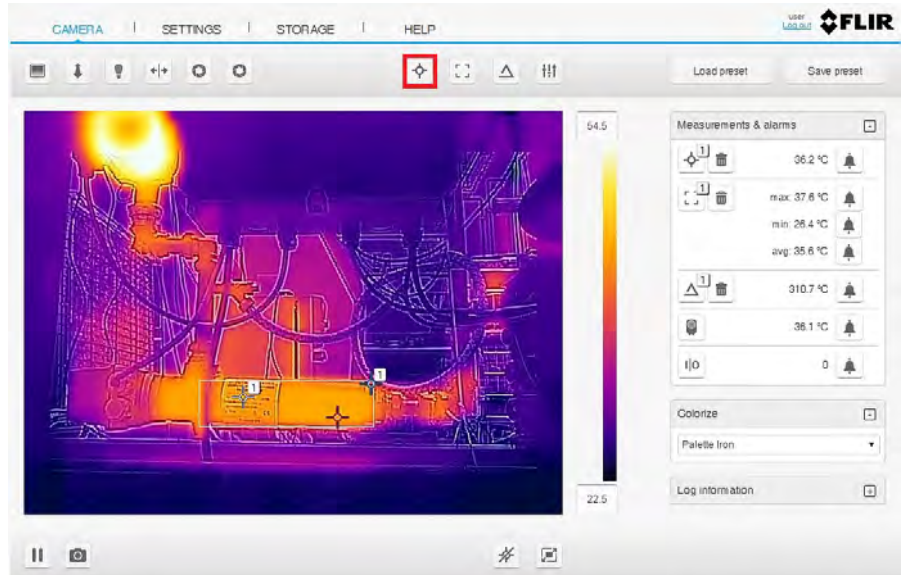 CAMERA SETTINGS STORAGE HELP
user
Log out
FLIR
Load preset Save preset
54.5
22.5
Measurements & alarms
1 36.2 °C
1 max: 37.6 °C
min: 26.4 °C
avg: 35.6 °C
1 310.7 °C
36.1 °C
I|O 0
Colorize
Palette Iron
Log information
1
1